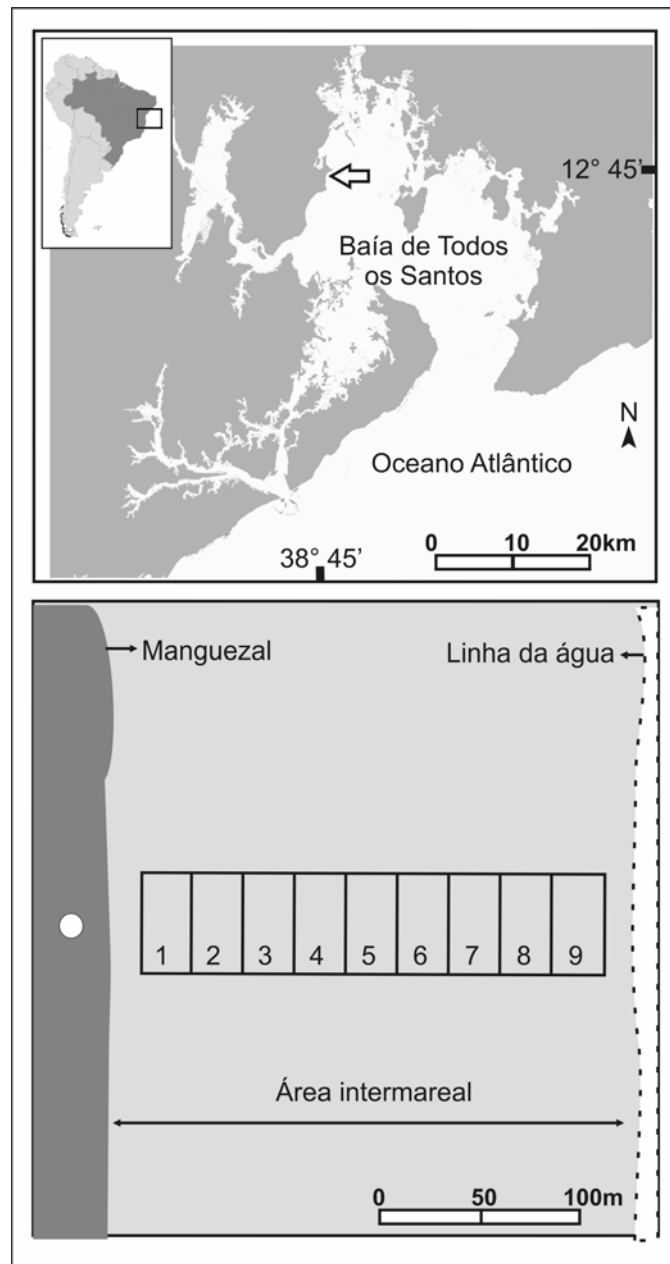 12° 45'
Baía de Todos
os Santos
N
Oceano Atlântico
38° 45'
0 10 20km
Manguezal
Linha da água
1 2 3 4 5 6 7 8 9
Área intermareal
0 50 100m